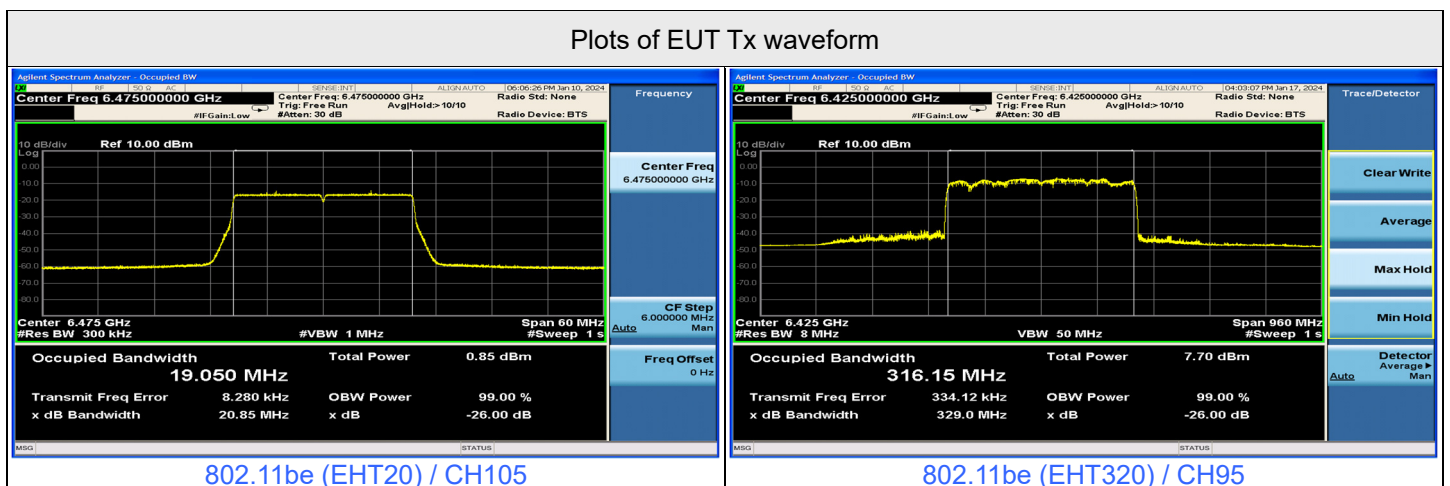 Plots of EUT Tx waveform
Agilent Spectrum Analyzer - Occupied BW
LXI RF 50 Ω AC SENSE:INT ALIGN AUTO 06:06:26 PM Jan 10, 2024
Center Freq 6.475000000 GHz
Center Freq: 6.475000000 GHz
Radio Std: None
Trig: Free Run Avg|Hold:> 10/10
#IFGain:Low #Atten: 30 dB Radio Device: BTS
10 dB/div Ref 10.00 dBm
Log
0.00
-10.0
-20.0
-30.0
-40.0
-50.0
-60.0
-70.0
-80.0
Center 6.475 GHz Span 60 MHz
#Res BW 300 kHz #VBW 1 MHz #Sweep 1 s
Occupied Bandwidth Total Power 0.85 dBm
19.050 MHz
Transmit Freq Error 8.280 kHz OBW Power 99.00 %
x dB Bandwidth 20.85 MHz x dB -26.00 dB
MSG STATUS
Frequency
Center Freq
6.475000000 GHz
CF Step
6.000000 MHz
Auto Man
Freq Offset
0 Hz
802.11be (EHT20) / CH105
Agilent Spectrum Analyzer - Occupied BW
LXI RF 50 Ω AC SENSE:INT ALIGN AUTO 04:03:07 PM Jan 17, 2024
Center Freq 6.425000000 GHz
Center Freq: 6.425000000 GHz
Radio Std: None
Trig: Free Run Avg|Hold:> 10/10
#IFGain:Low #Atten: 30 dB Radio Device: BTS
10 dB/div Ref 10.00 dBm
Log
0.00
-10.0
-20.0
-30.0
-40.0
-50.0
-60.0
-70.0
-80.0
Center 6.425 GHz Span 960 MHz
#Res BW 8 MHz VBW 50 MHz #Sweep 1 s
Occupied Bandwidth Total Power 7.70 dBm
316.15 MHz
Transmit Freq Error 334.12 kHz OBW Power 99.00 %
x dB Bandwidth 329.0 MHz x dB -26.00 dB
MSG STATUS
Trace/Detector
Clear Write
Average
Max Hold
Min Hold
Detector
Average▶
Auto Man
802.11be (EHT320) / CH95